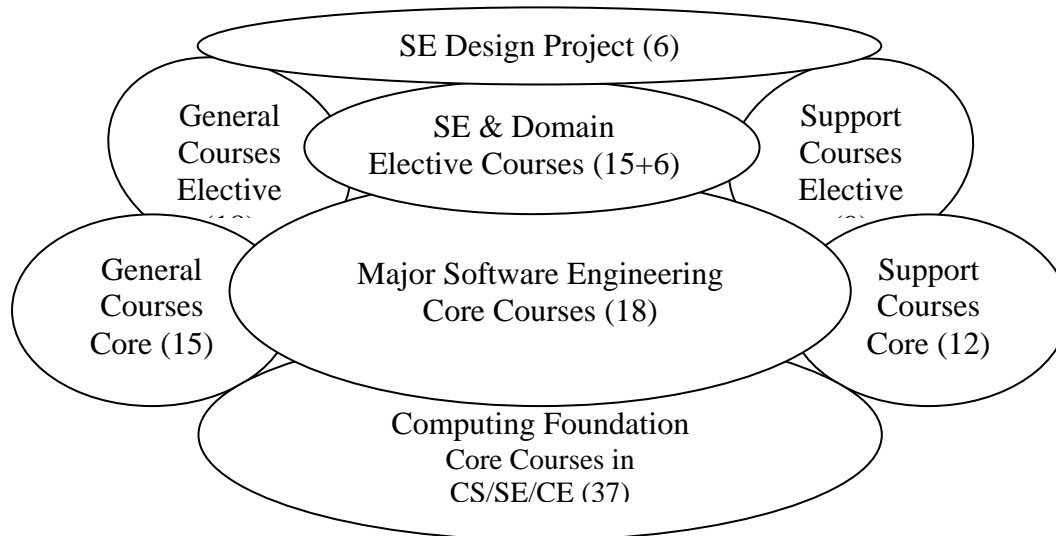 SE Design Project (6)
General
Courses
Elective
SE & Domain
Elective Courses (15+6)
Support
Courses
Elective
General
Courses
Core (15)
Major Software Engineering
Core Courses (18)
Support
Courses
Core (12)
Computing Foundation
Core Courses in
CS/SE/CE (37)